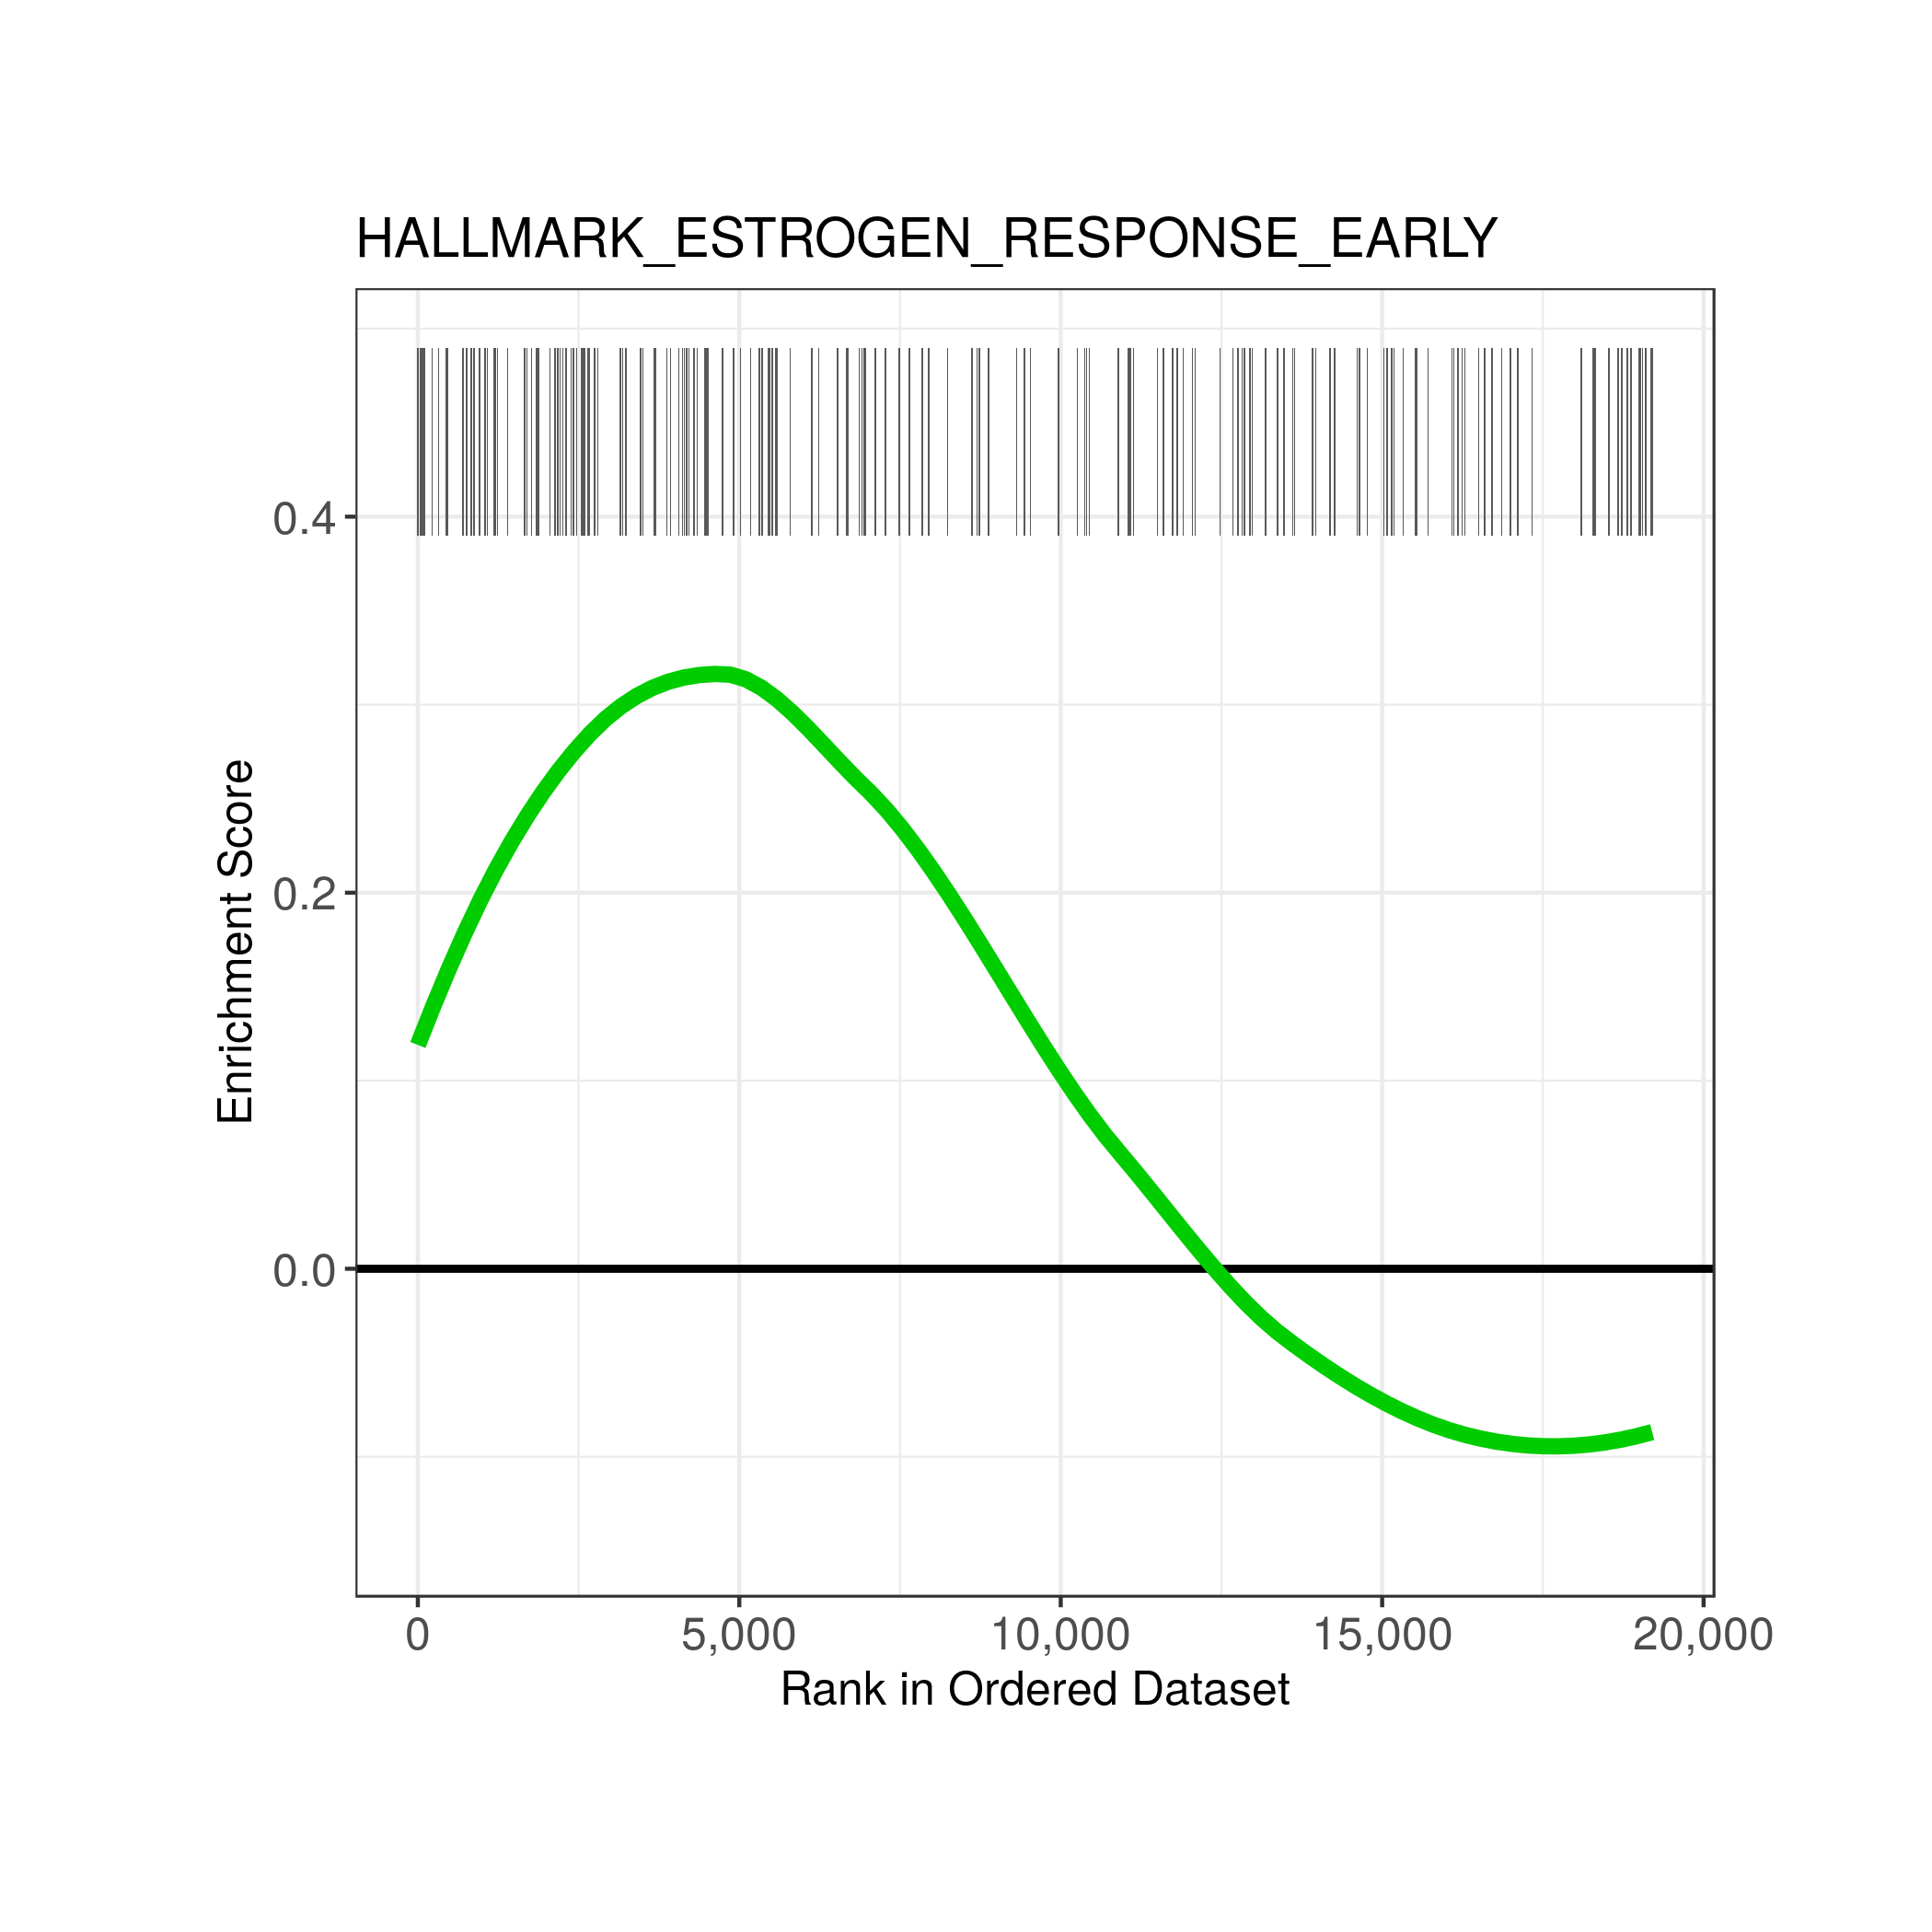 HALLMARK_ESTROGEN_RESPONSE_EARLY
Enrichment Score
0.4
0.2
0.0
0 5,000 10,000 15,000 20,000
Rank in Ordered Dataset